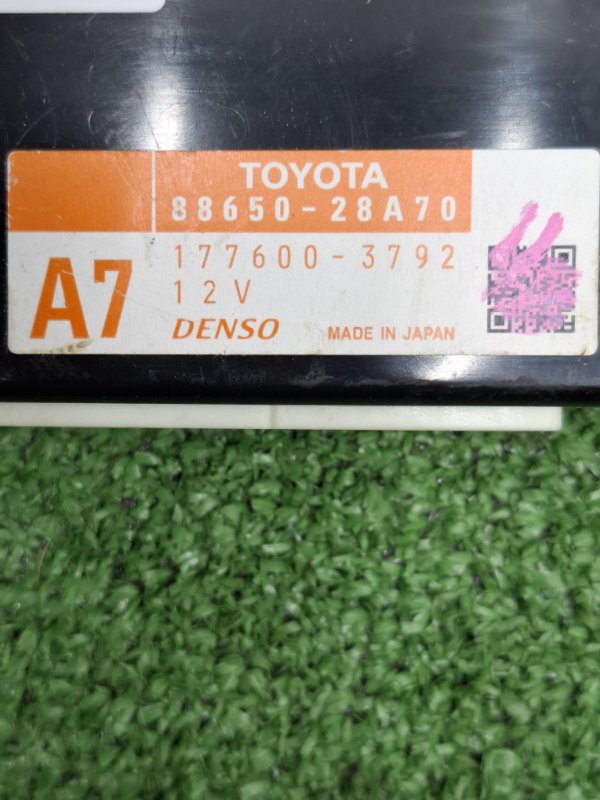 TOYOTA
88650-28A70
A7
177600-3792
12V
DENSO MADE IN JAPAN